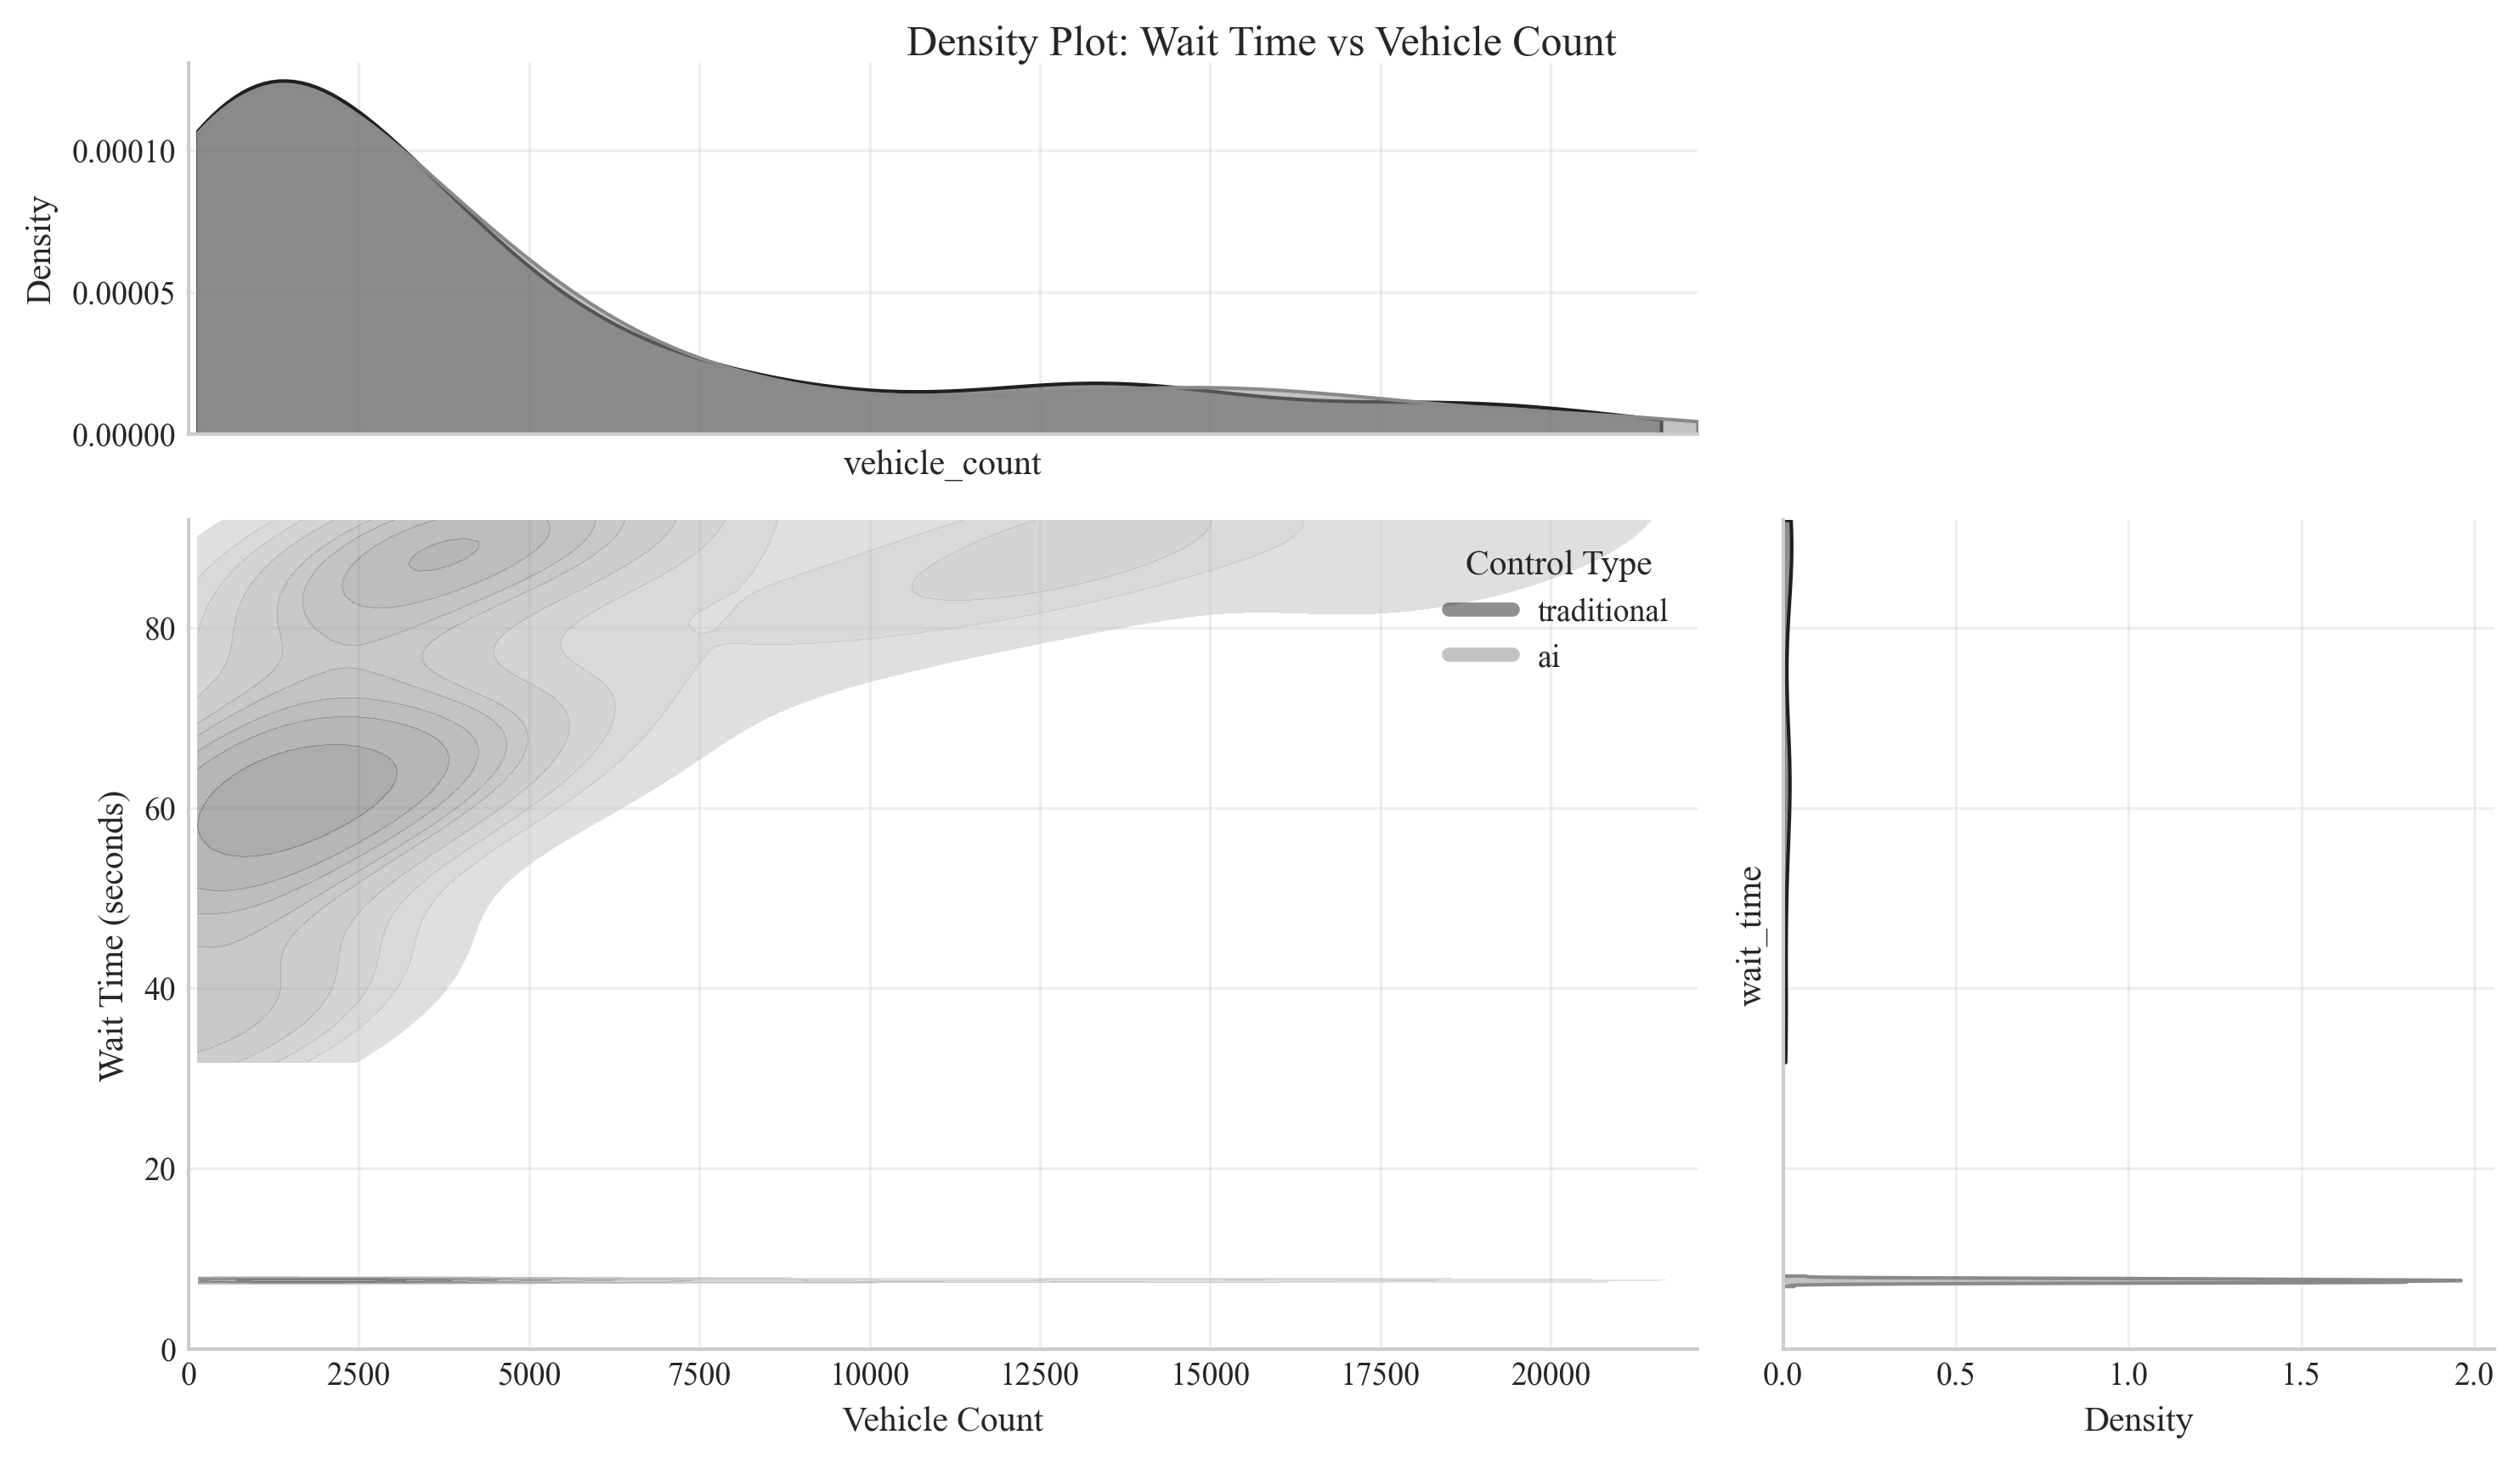 Density Plot: Wait Time vs Vehicle Count
Density
0.00010
0.00005
0.00000
vehicle_count
Wait Time (seconds)
80
60
40
20
0
Control Type
traditional
ai
0 2500 5000 7500 10000 12500 15000 17500 20000
Vehicle Count
wait_time
0.0 0.5 1.0 1.5 2.0
Density